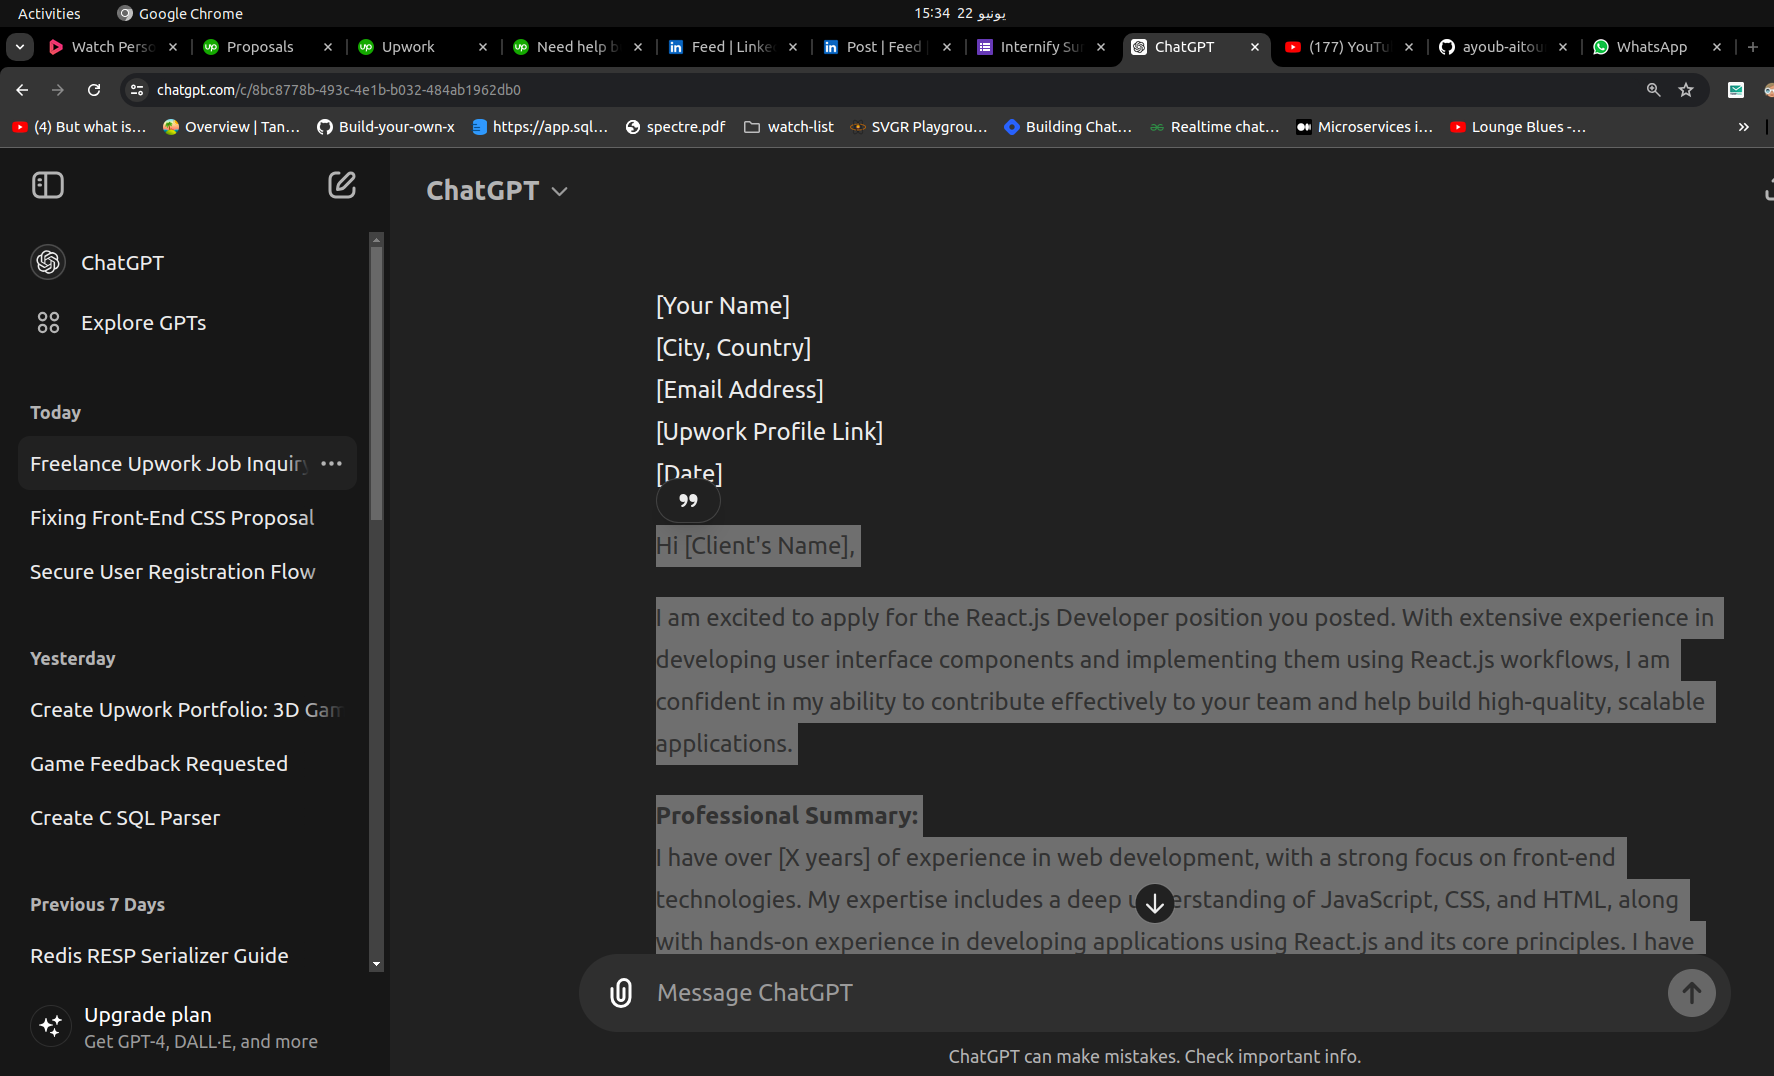 Activities
Google Chrome
15:34 22 يونيو
Watch Perso
Proposals
Upwork
Need help b
Feed | Linke
Post | Feed
Internify Su
ChatGPT
(177) YouTu
ayoub-aitou
WhatsApp
chatgpt.com/c/8bc8778b-493c-4e1b-b032-484ab1962db0
(4) But what is...
Overview | Tan...
Build-your-own-x
https://app.sql...
spectre.pdf
watch-list
SVGR Playgrou...
Building Chat...
Realtime chat...
Microservices i...
Lounge Blues -...
ChatGPT
ChatGPT
Explore GPTs
Today
Freelance Upwork Job Inquiry
Fixing Front-End CSS Proposal
Secure User Registration Flow
Yesterday
Create Upwork Portfolio: 3D Gam
Game Feedback Requested
Create C SQL Parser
Previous 7 Days
Redis RESP Serializer Guide
Upgrade plan
Get GPT-4, DALL·E, and more
[Your Name]
[City, Country]
[Email Address]
[Upwork Profile Link]
[Date]
Hi [Client's Name],
I am excited to apply for the React.js Developer position you posted. With extensive experience in
developing user interface components and implementing them using React.js workflows, I am
confident in my ability to contribute effectively to your team and help build high-quality, scalable
applications.
Professional Summary:
I have over [X years] of experience in web development, with a strong focus on front-end
technologies. My expertise includes a deep understanding of JavaScript, CSS, and HTML, along
with hands-on experience in developing applications using React.js and its core principles. I have
Message ChatGPT
ChatGPT can make mistakes. Check important info.